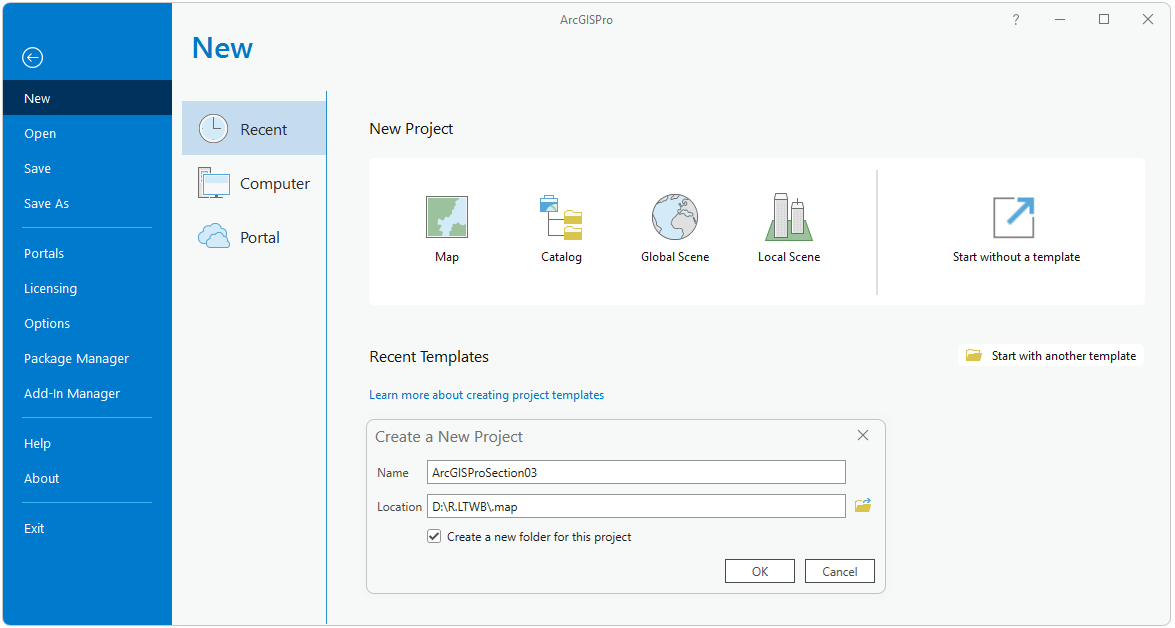 ArcGISPro
?
New
New
Open
Save
Save As
Portals
Licensing
Options
Package Manager
Add-In Manager
Help
About
Exit
Recent
Computer
Portal
New Project
Map
Catalog
Global Scene
Local Scene
Start without a template
Recent Templates
Start with another template
Learn more about creating project templates
Create a New Project
Name ArcGISProSection03
Location D:\R.LTWB\.map
Create a new folder for this project
OK Cancel